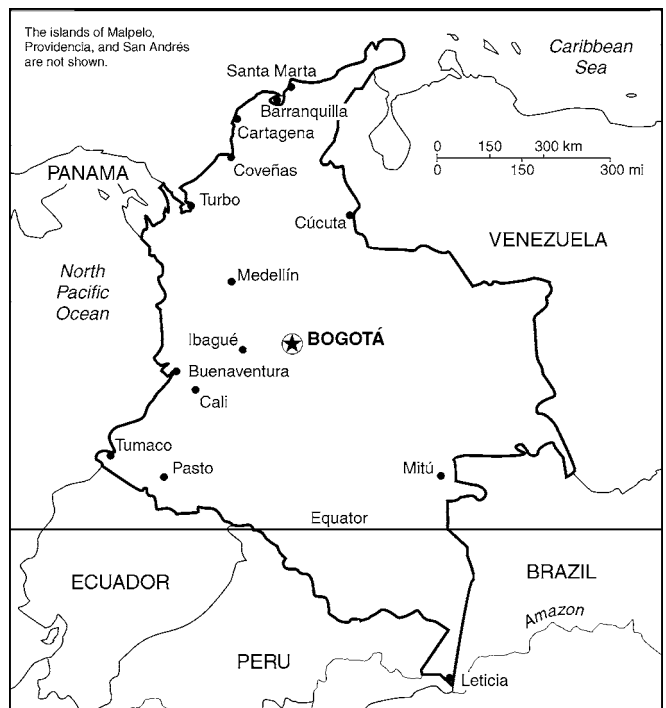 The islands of Malpelo,
Providencia, and San Andrés
are not shown.
Caribbean
Sea
Santa Marta
Barranquilla
Cartagena
0 150 300 km
0 150 300 mi
Coveñas
PANAMA
Turbo
Cúcuta
VENEZUELA
North
Pacific
Ocean
Medellín
Ibagué
BOGOTÁ
Buenaventura
Cali
Tumaco
Pasto
Mitú
Equator
ECUADOR
BRAZIL
Amazon
PERU
Leticia